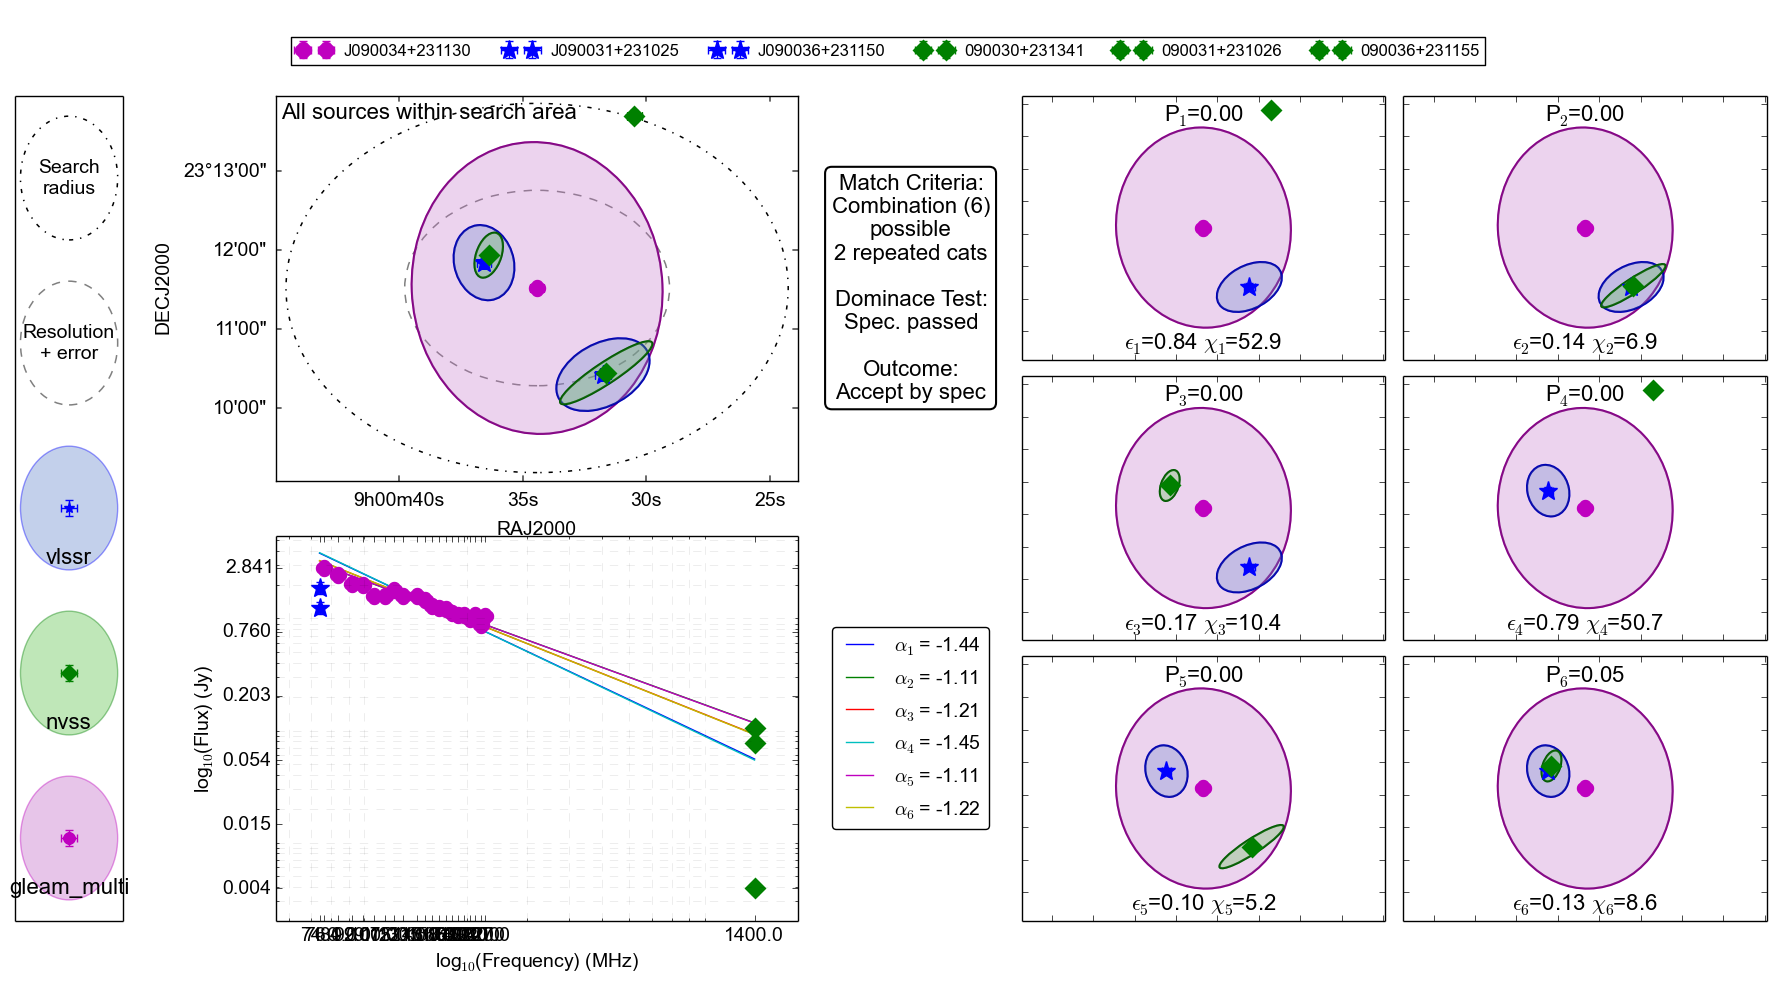 J090034+231130 J090031+231025 J090036+231150 090030+231341 090031+231026 090036+231155
Search
radius
Resolution
+ error
vlssr
nvss
gleam_multi
All sources within search area
DECJ2000
23°13'00"
12'00"
11'00"
10'00"
9h00m40s 35s 30s 25s
RAJ2000
log₁₀(Flux) (Jy)
2.841
0.760
0.203
0.054
0.015
0.004
1400.0
log₁₀(Frequency) (MHz)
Match Criteria:
Combination (6)
possible
2 repeated cats
Dominace Test:
Spec. passed
Outcome:
Accept by spec
α₁ = -1.44
α₂ = -1.11
α₃ = -1.21
α₄ = -1.45
α₅ = -1.11
α₆ = -1.22
P₁=0.00
ϵ₁=0.84 χ₁=52.9
P₂=0.00
ϵ₂=0.14 χ₂=6.9
P₃=0.00
ϵ₃=0.17 χ₃=10.4
P₄=0.00
ϵ₄=0.79 χ₄=50.7
P₅=0.00
ϵ₅=0.10 χ₅=5.2
P₆=0.05
ϵ₆=0.13 χ₆=8.6